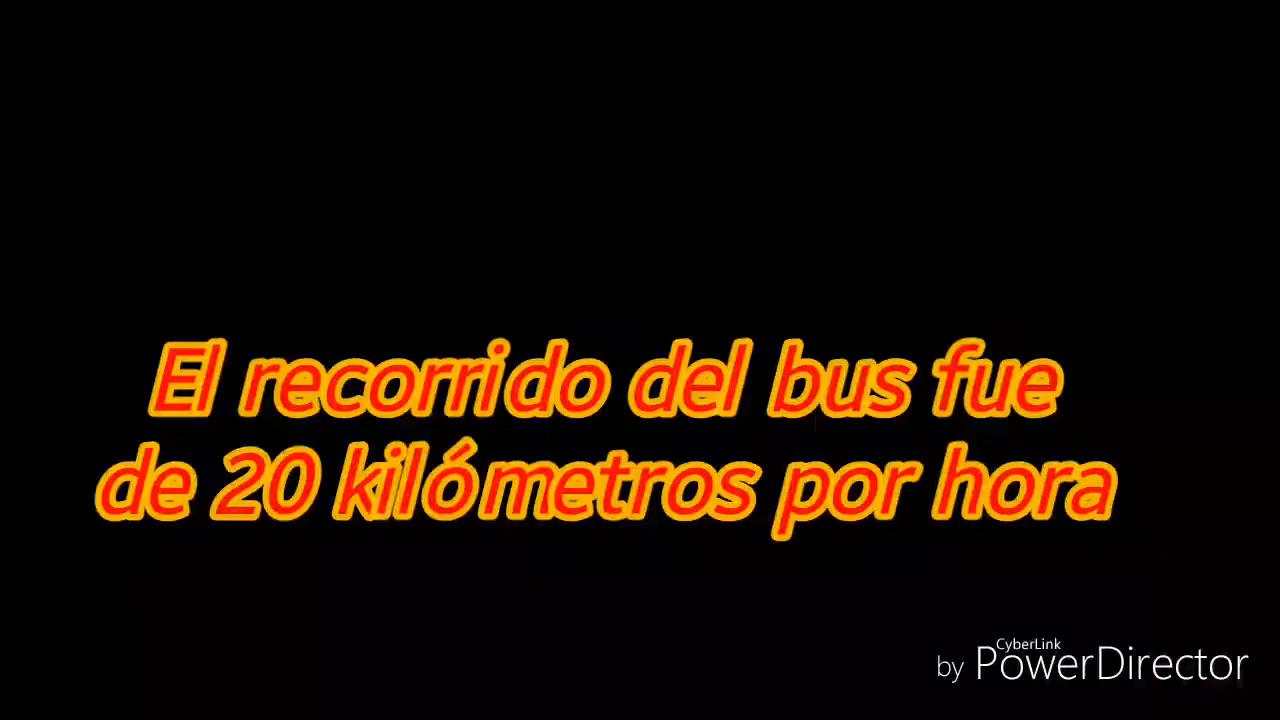 El recorrido del bus fue
de 20 kilómetros por hora
CyberLink
by PowerDirector